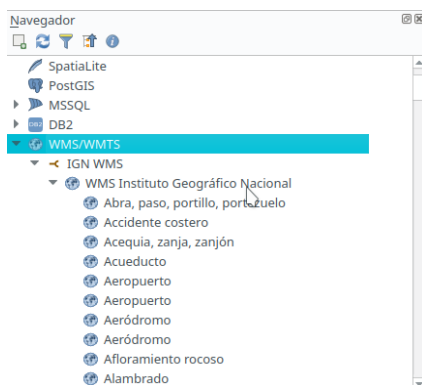 Navegador
SpatiaLite
PostGIS
MSSQL
DB2
WMS/WMTS
IGN WMS
WMS Instituto Geográfico Nacional
Abra, paso, portillo, portezuelo
Accidente costero
Acequia, zanja, zanjón
Acueducto
Aeropuerto
Aeropuerto
Aeródromo
Aeródromo
Afloramiento rocoso
Alambrado